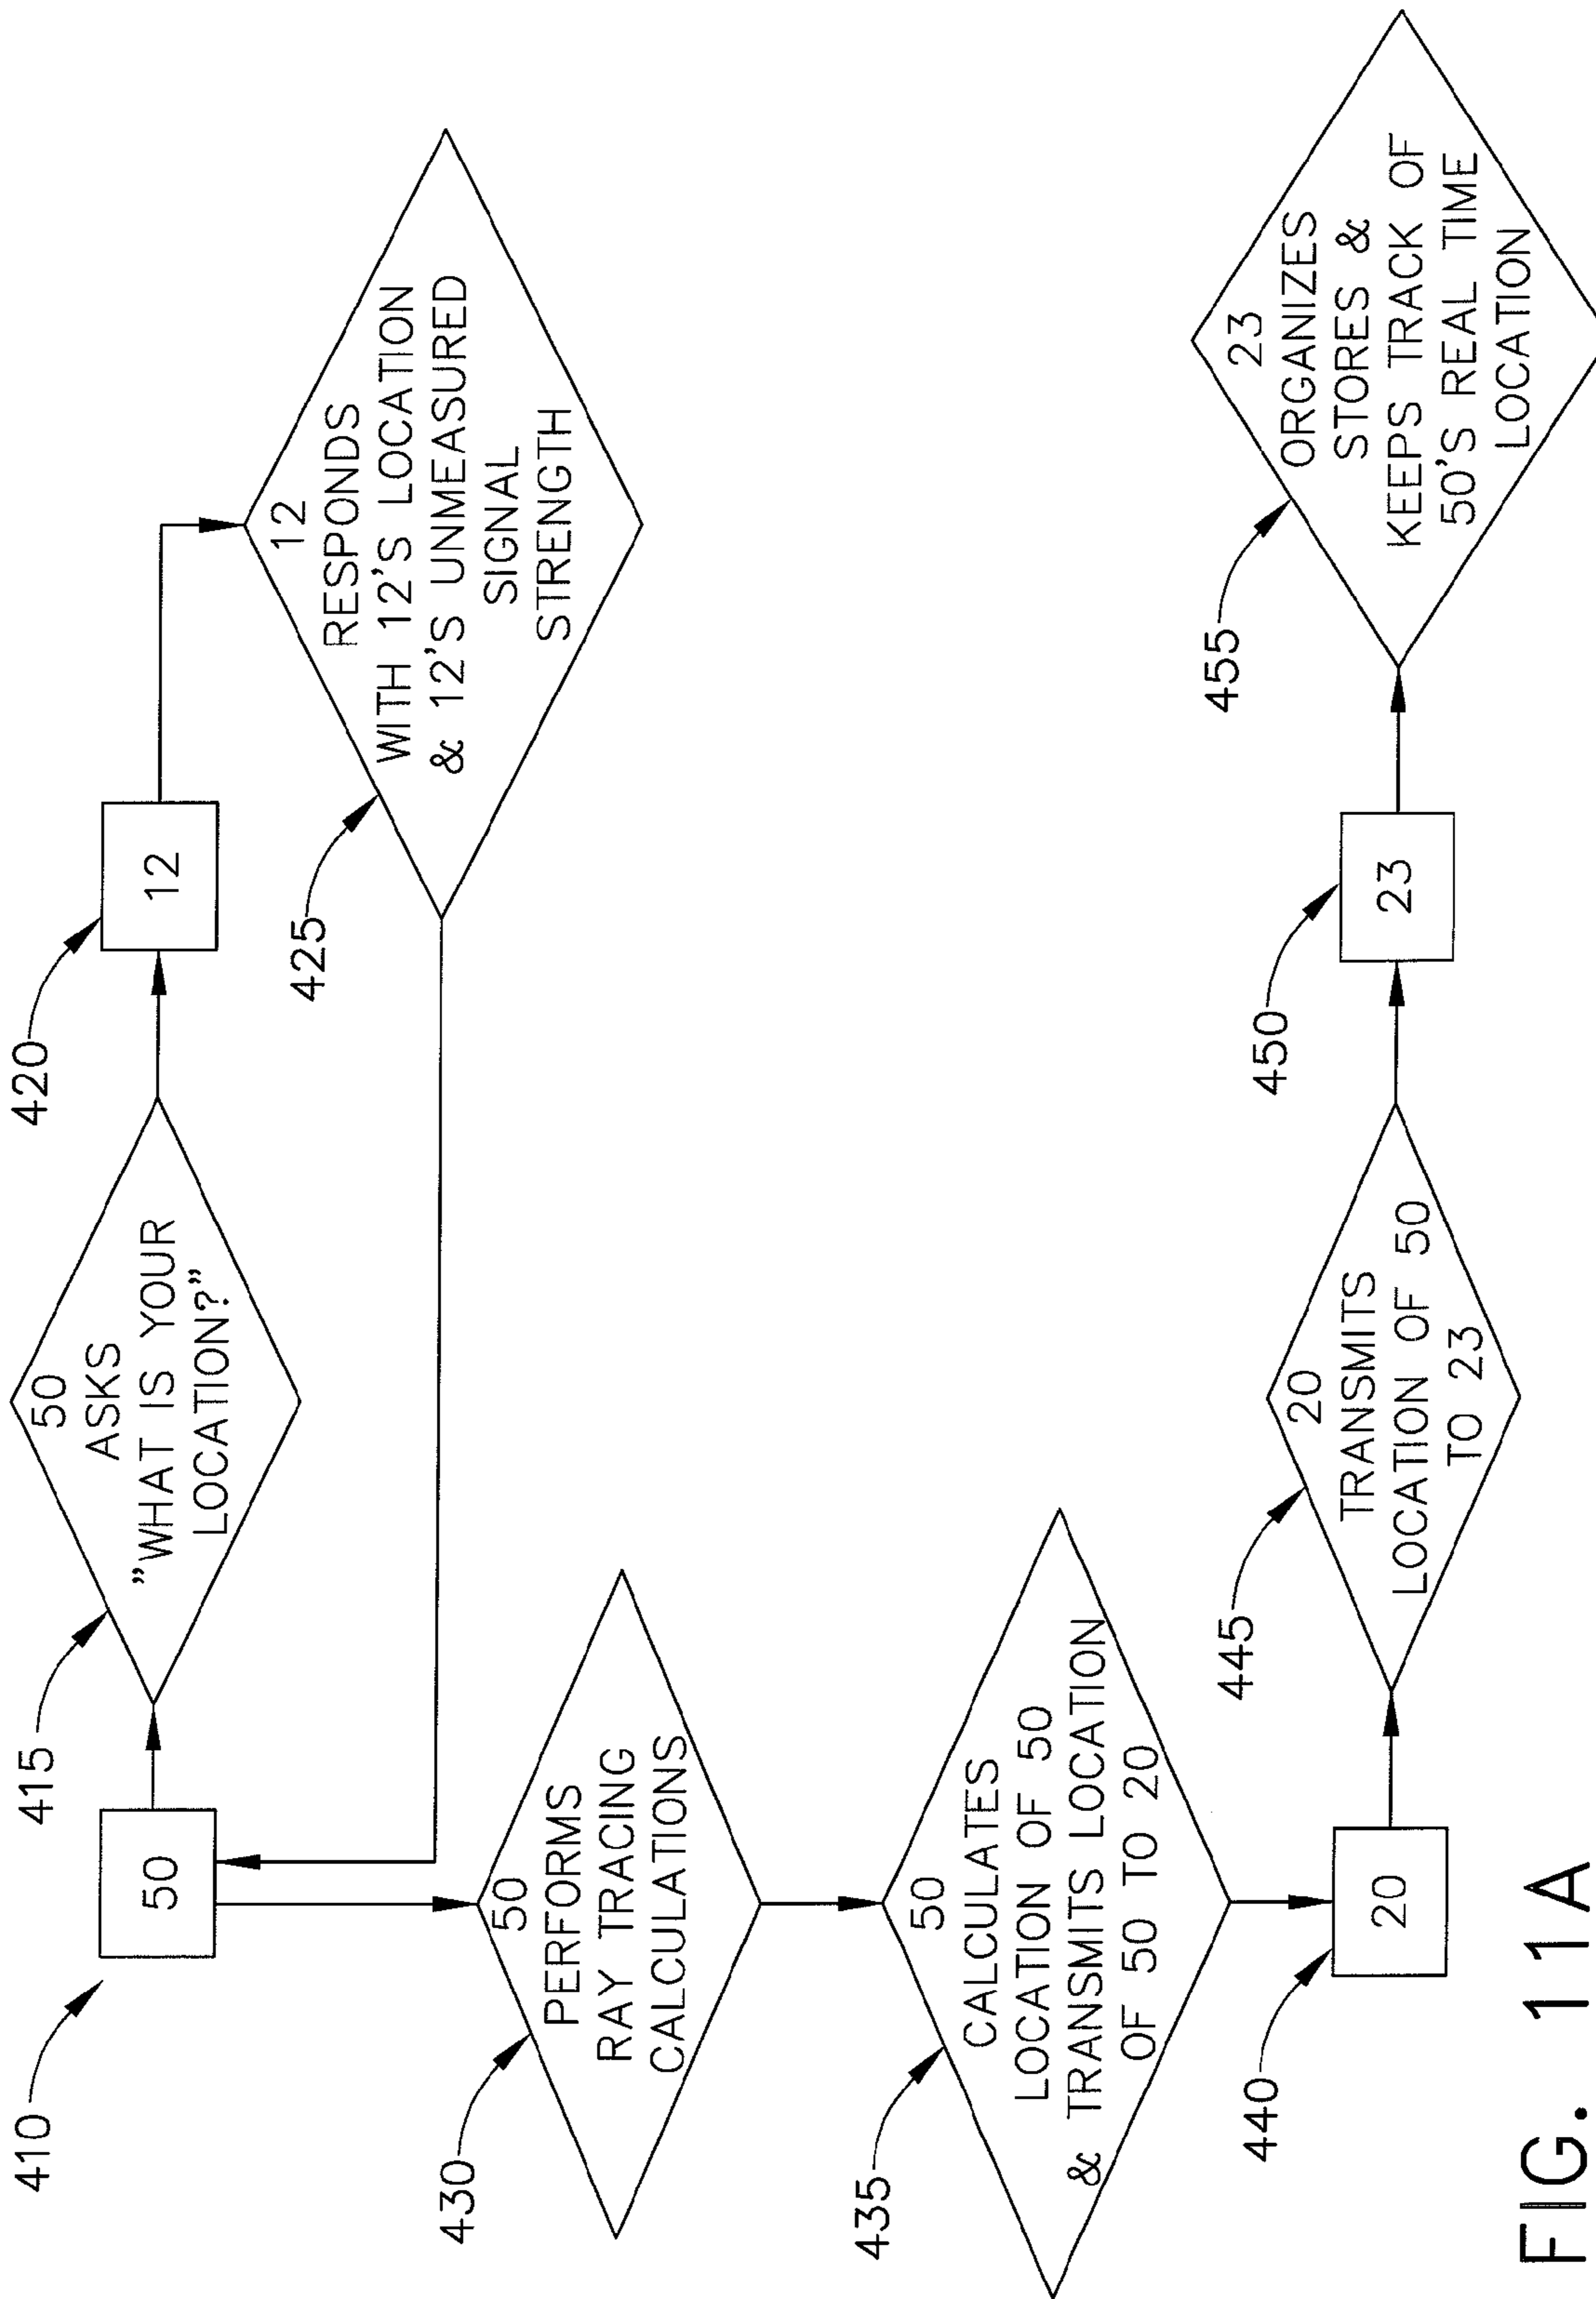 410
50
415
50
ASKS
"WHAT IS YOUR
LOCATION?"
420
12
425
12
RESPONDS
WITH 12'S LOCATION
& 12'S UNMEASURED
SIGNAL
STRENGTH
430
50
PERFORMS
RAY TRACING
CALCULATIONS
435
50
CALCULATES
LOCATION OF 50
& TRANSMITS LOCATION
OF 50 TO 20
440
20
445
20
TRANSMITS
LOCATION OF 50
TO 23
450
23
455
23
ORGANIZES
STORES &
KEEPS TRACK OF
50'S REAL TIME
LOCATION
FIG. 11A